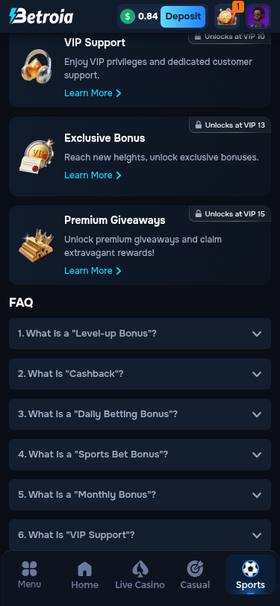 Betroia
$ 0.84 Deposit
1
Unlocks at VIP 10
VIP Support
Enjoy VIP privileges and dedicated customer
support.
Learn More
Unlocks at VIP 13
VIP
Exclusive Bonus
Reach new heights, unlock exclusive bonuses.
Learn More
Unlocks at VIP 15
Premium Giveaways
Unlock premium giveaways and claim
extravagant rewards!
Learn More
FAQ
1. What is a "Level-up Bonus"?
2. What is "Cashback"?
3. What is a "Daily Betting Bonus"?
4. What is a "Sports Bet Bonus"?
5. What is a "Monthly Bonus"?
6. What is "VIP Support"?
Menu
Home
Live Casino
Casual
Sports